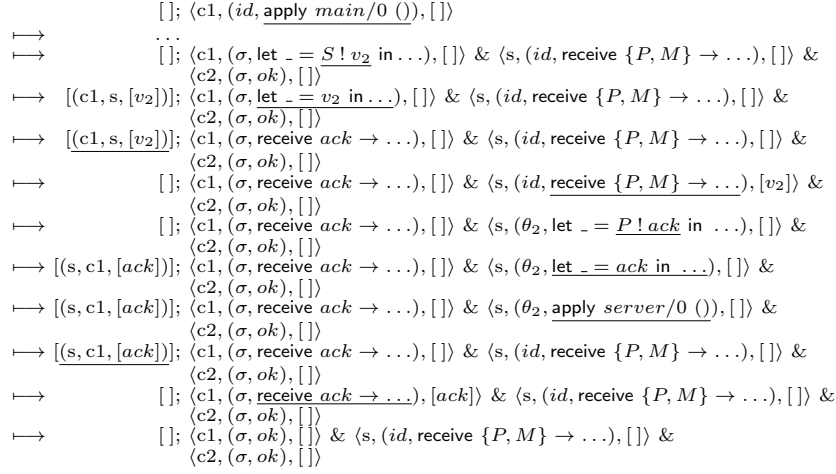 [ ]; ⟨c1, (id, apply main/0 ()), [ ]⟩
⟼ …
⟼ [ ]; ⟨c1, (σ, let _ = S ! v₂ in …), [ ]⟩ & ⟨s, (id, receive {P, M} → …), [ ]⟩ &
⟨c2, (σ, ok), [ ]⟩
⟼ [(c1, s, [v₂])]; ⟨c1, (σ, let _ = v₂ in …), [ ]⟩ & ⟨s, (id, receive {P, M} → …), [ ]⟩ &
⟨c2, (σ, ok), [ ]⟩
⟼ [(c1, s, [v₂])]; ⟨c1, (σ, receive ack → …), [ ]⟩ & ⟨s, (id, receive {P, M} → …), [ ]⟩ &
⟨c2, (σ, ok), [ ]⟩
⟼ [ ]; ⟨c1, (σ, receive ack → …), [ ]⟩ & ⟨s, (id, receive {P, M} → …), [v₂]⟩ &
⟨c2, (σ, ok), [ ]⟩
⟼ [ ]; ⟨c1, (σ, receive ack → …), [ ]⟩ & ⟨s, (θ₂, let _ = P ! ack in …), [ ]⟩ &
⟨c2, (σ, ok), [ ]⟩
⟼ [(s, c1, [ack])]; ⟨c1, (σ, receive ack → …), [ ]⟩ & ⟨s, (θ₂, let _ = ack in …), [ ]⟩ &
⟨c2, (σ, ok), [ ]⟩
⟼ [(s, c1, [ack])]; ⟨c1, (σ, receive ack → …), [ ]⟩ & ⟨s, (θ₂, apply server/0 ()), [ ]⟩ &
⟨c2, (σ, ok), [ ]⟩
⟼ [(s, c1, [ack])]; ⟨c1, (σ, receive ack → …), [ ]⟩ & ⟨s, (id, receive {P, M} → …), [ ]⟩ &
⟨c2, (σ, ok), [ ]⟩
⟼ [ ]; ⟨c1, (σ, receive ack → …), [ack]⟩ & ⟨s, (id, receive {P, M} → …), [ ]⟩ &
⟨c2, (σ, ok), [ ]⟩
⟼ [ ]; ⟨c1, (σ, ok), [ ]⟩ & ⟨s, (id, receive {P, M} → …), [ ]⟩ &
⟨c2, (σ, ok), [ ]⟩